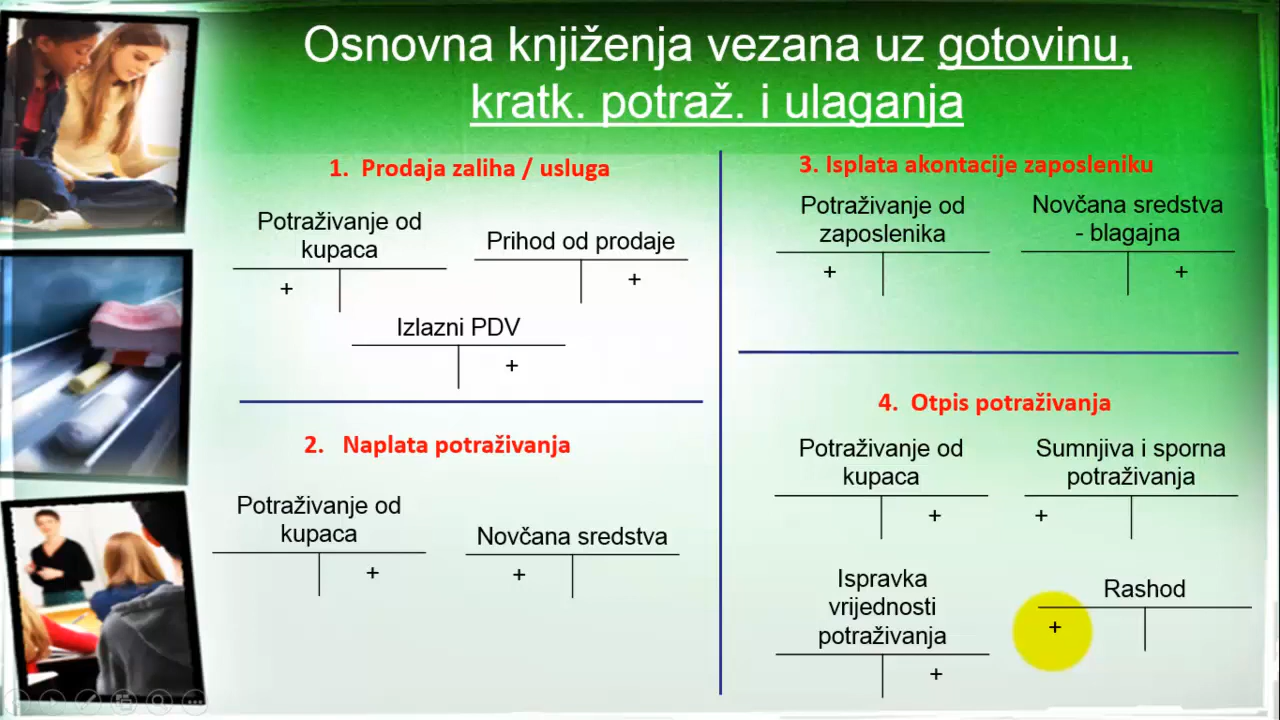 Osnovna knjiženja vezana uz gotovinu,
kratk. potraž. i ulaganja
1. Prodaja zaliha / usluga
Potraživanje od
kupaca
+
Prihod od prodaje
+
Izlazni PDV
+
2. Naplata potraživanja
Potraživanje od
kupaca
+
Novčana sredstva
+
3. Isplata akontacije zaposleniku
Potraživanje od
zaposlenika
+
Novčana sredstva
- blagajna
+
4. Otpis potraživanja
Potraživanje od
kupaca
+
Sumnjiva i sporna
potraživanja
+
Ispravka
vrijednosti
potraživanja
+
Rashod
+